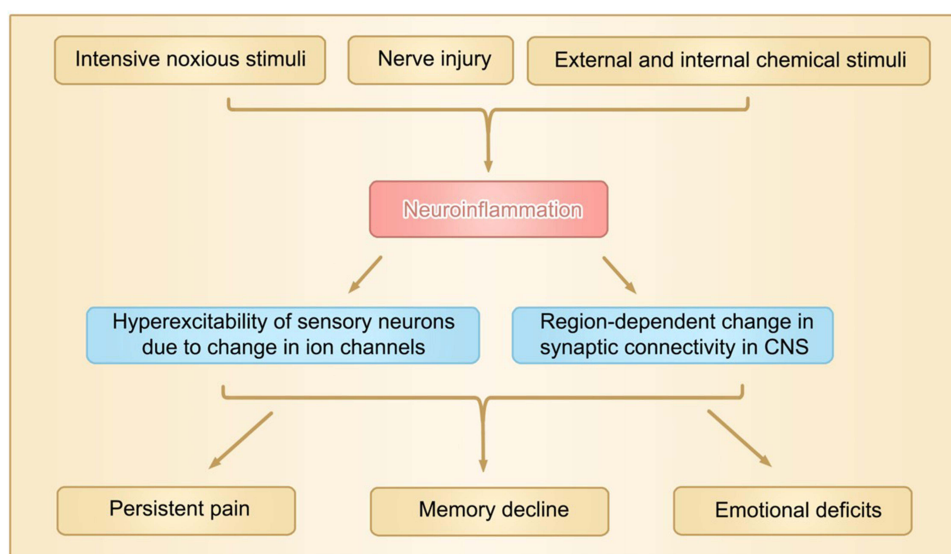 Intensive noxious stimuli
Nerve injury
External and internal chemical stimuli
Neuroinflammation
Hyperexcitability of sensory neurons
due to change in ion channels
Region-dependent change in
synaptic connectivity in CNS
Persistent pain
Memory decline
Emotional deficits